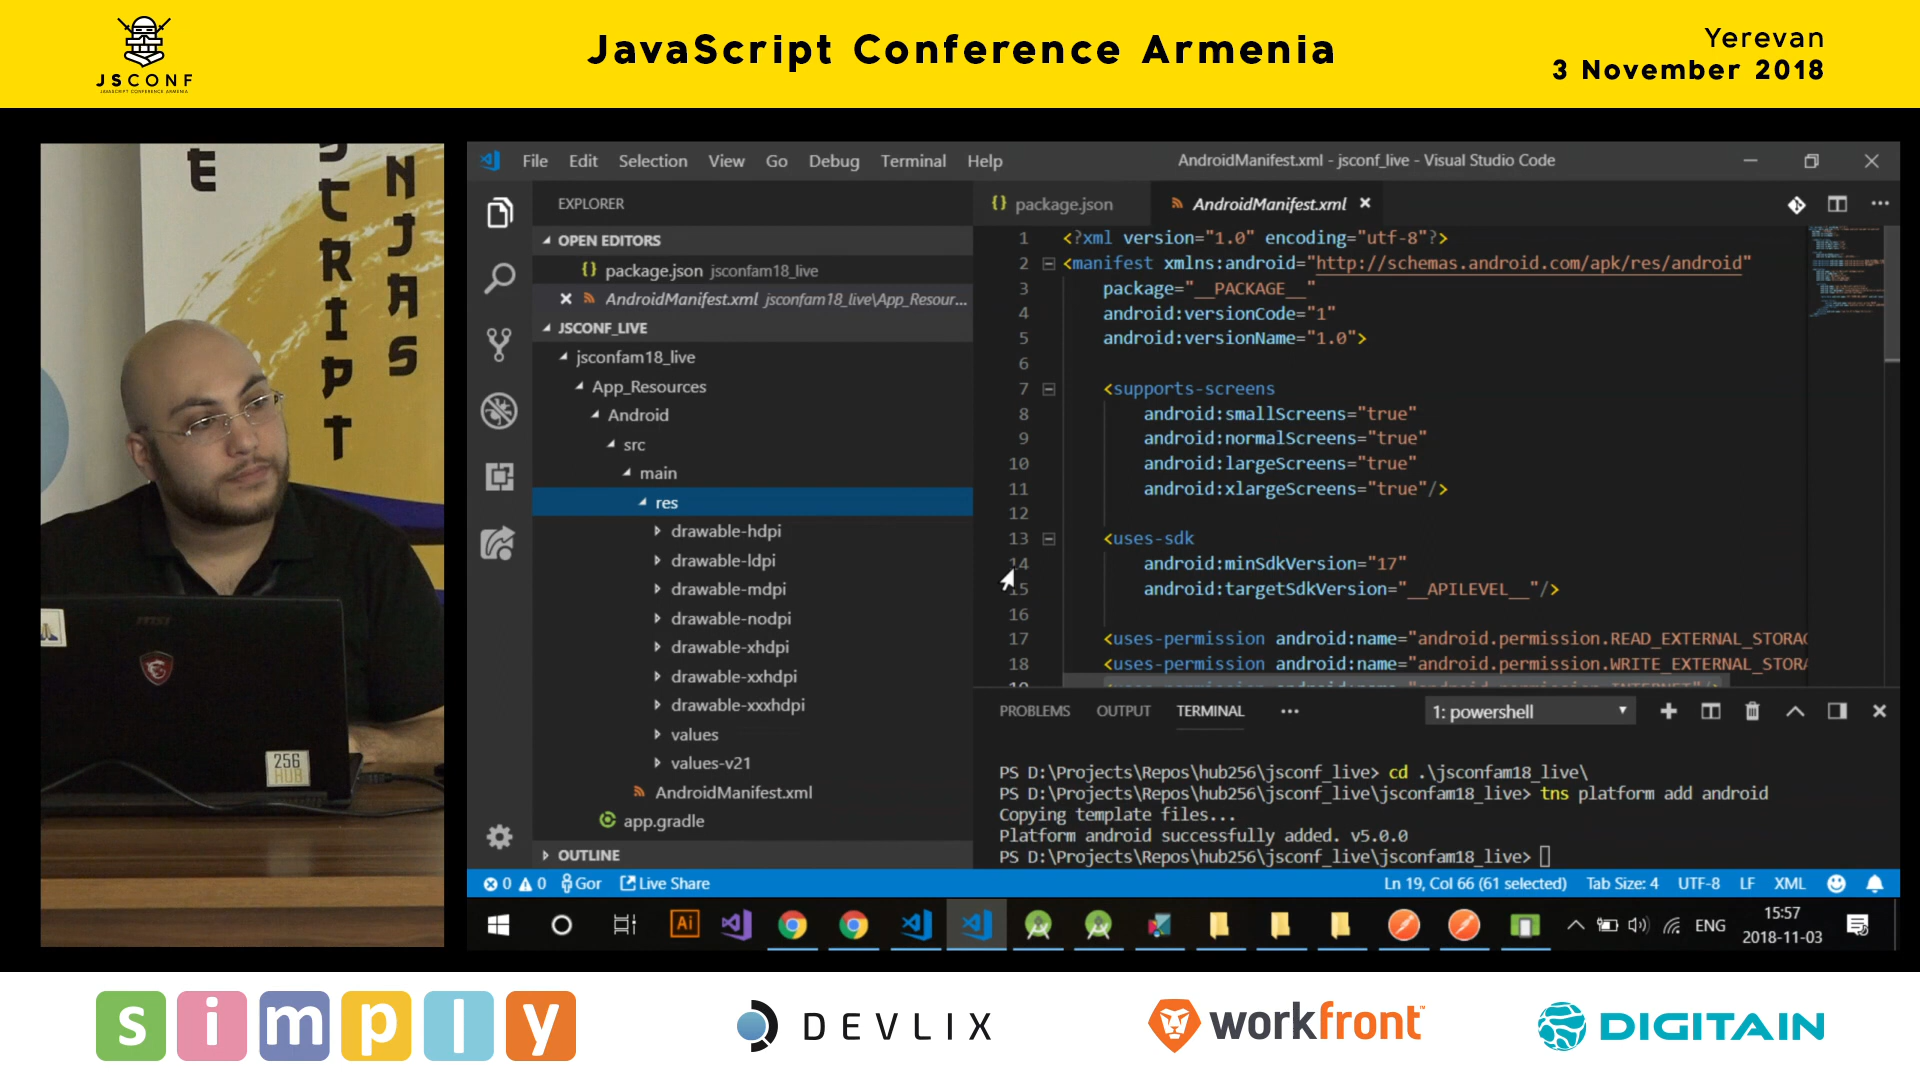 JSCONF
JAVASCRIPT CONFERENCE ARMENIA
JavaScript Conference Armenia
Yerevan
3 November 2018
SCRIPT
NJAS
256
HUB
File Edit Selection View Go Debug Terminal Help
AndroidManifest.xml - jsconf_live - Visual Studio Code
EXPLORER
OPEN EDITORS
package.json jsconfam18_live
AndroidManifest.xml jsconfam18_live\App_Resour...
JSCONF_LIVE
jsconfam18_live
App_Resources
Android
src
main
res
drawable-hdpi
drawable-ldpi
drawable-mdpi
drawable-nodpi
drawable-xhdpi
drawable-xxhdpi
drawable-xxxhdpi
values
values-v21
AndroidManifest.xml
app.gradle
OUTLINE
package.json AndroidManifest.xml
1 <?xml version="1.0" encoding="utf-8"?>
2 <manifest xmlns:android="http://schemas.android.com/apk/res/android"
3 package="__PACKAGE__"
4 android:versionCode="1"
5 android:versionName="1.0">
6
7 <supports-screens
8 android:smallScreens="true"
9 android:normalScreens="true"
10 android:largeScreens="true"
11 android:xlargeScreens="true"/>
12
13 <uses-sdk
14 android:minSdkVersion="17"
15 android:targetSdkVersion="__APILEVEL__"/>
16
17 <uses-permission android:name="android.permission.READ_EXTERNAL_STORAG
18 <uses-permission android:name="android.permission.WRITE_EXTERNAL_STORA
PROBLEMS OUTPUT TERMINAL ... 1: powershell
PS D:\Projects\Repos\hub256\jsconf_live> cd .\jsconfam18_live\
PS D:\Projects\Repos\hub256\jsconf_live\jsconfam18_live> tns platform add android
Copying template files...
Platform android successfully added. v5.0.0
PS D:\Projects\Repos\hub256\jsconf_live\jsconfam18_live>
0 0 Gor Live Share
Ln 19, Col 66 (61 selected) Tab Size: 4 UTF-8 LF XML
Ai
ENG
15:57
2018-11-03
simply
DEVLIX
workfront
DIGITAIN